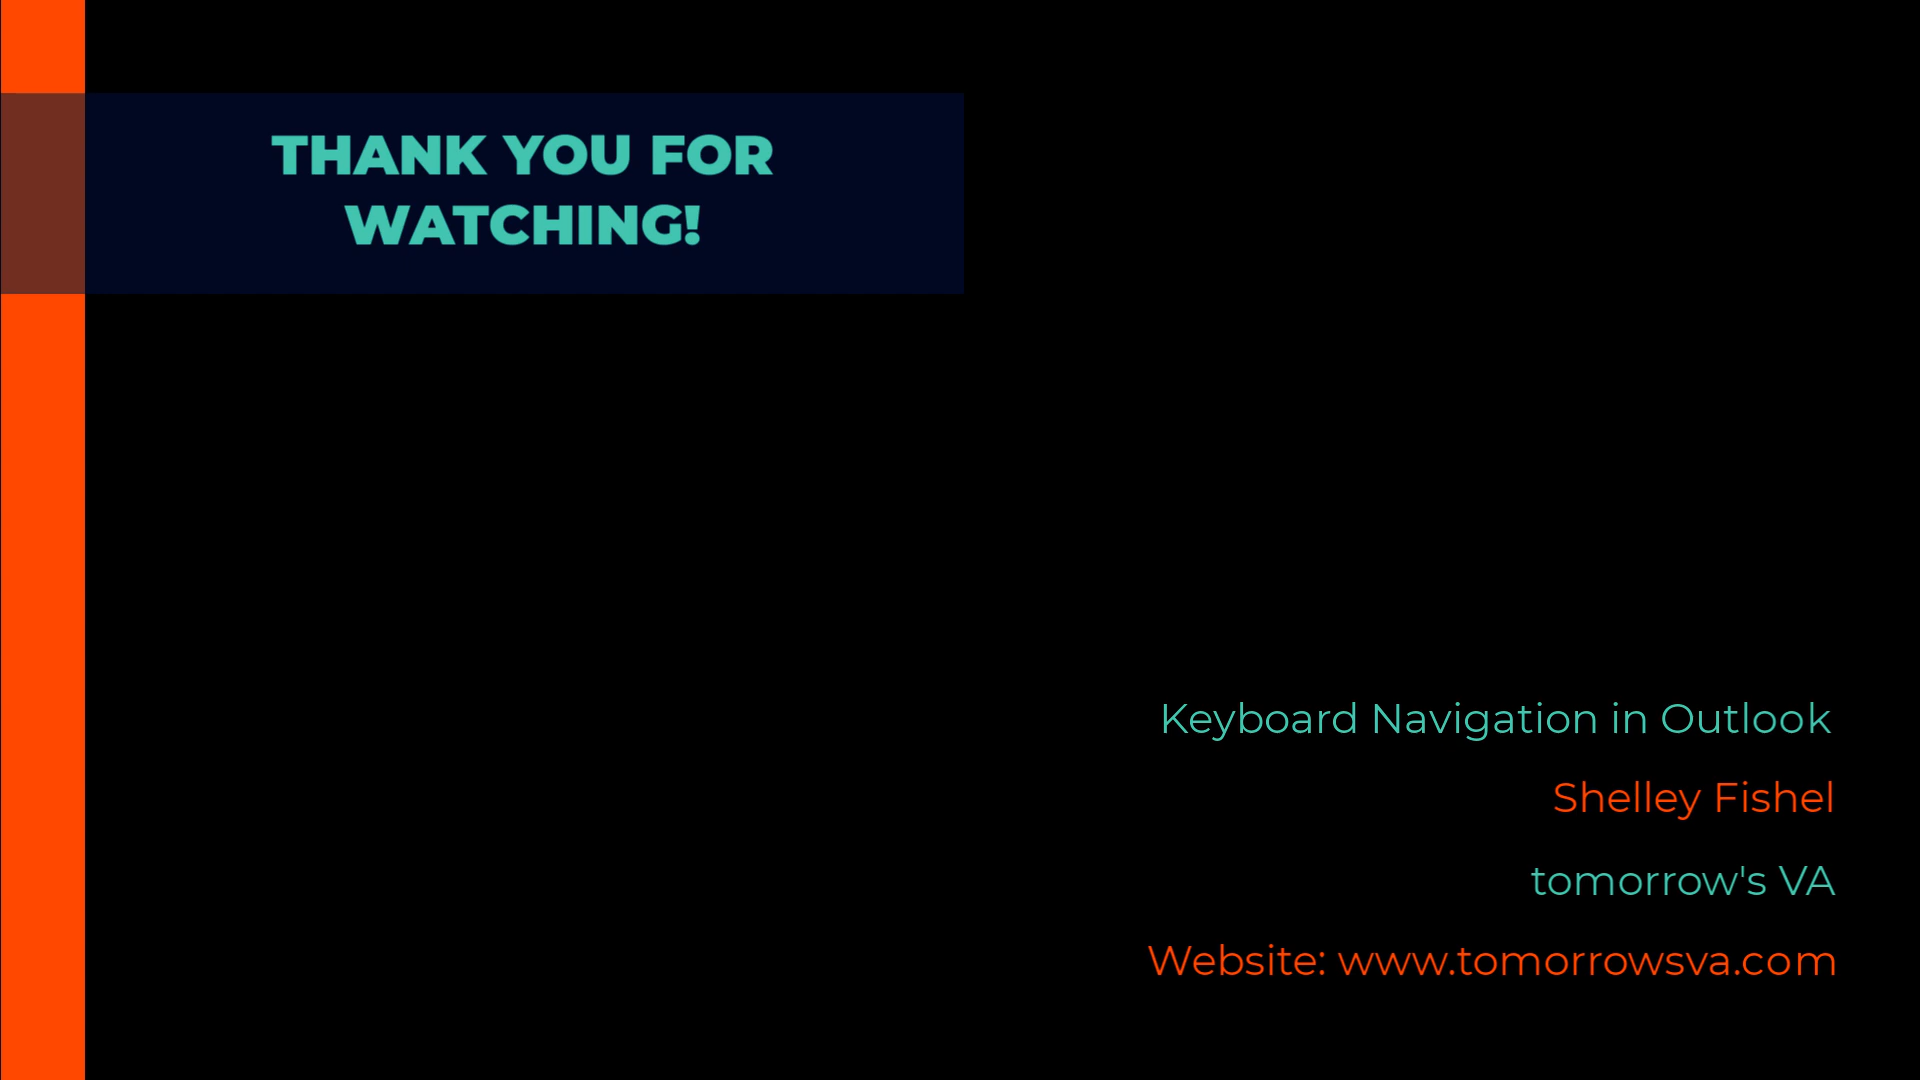 THANK YOU FOR
WATCHING!
Keyboard Navigation in Outlook
Shelley Fishel
tomorrow's VA
Website: www.tomorrowsva.com